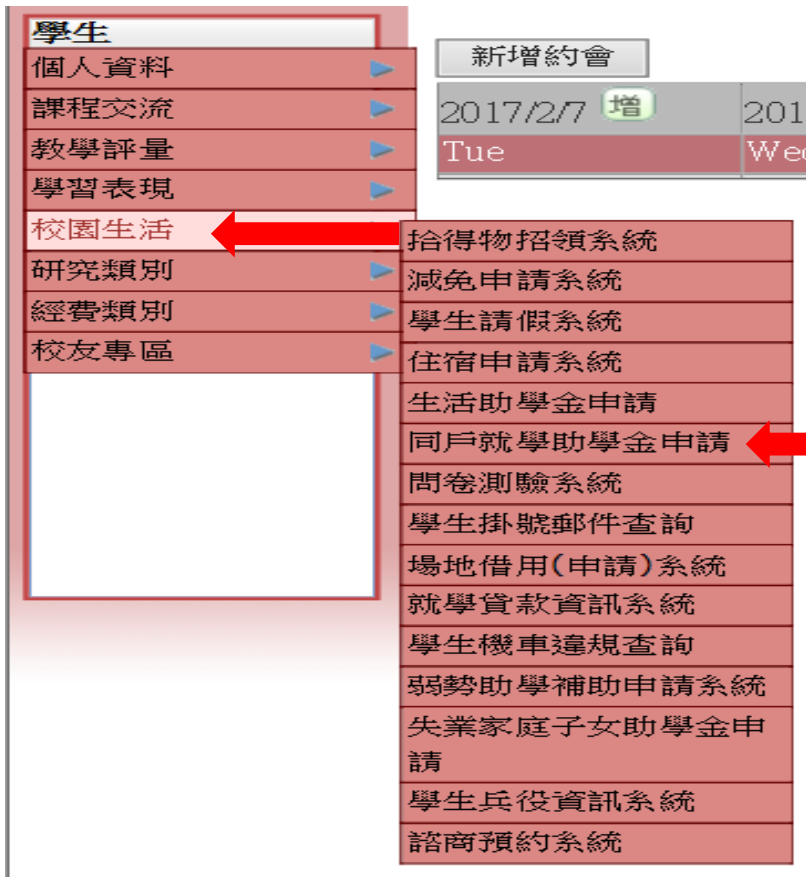 學生
個人資料
課程交流
教學評量
學習表現
校園生活
研究類別
經費類別
校友專區
新增約會
2017/2/7 增 201
Tue We
拾得物招領系統
減免申請系統
學生請假系統
住宿申請系統
生活助學金申請
同戶就學助學金申請
問卷測驗系統
學生掛號郵件查詢
場地借用(申請)系統
就學貸款資訊系統
學生機車違規查詢
弱勢助學補助申請系統
失業家庭子女助學金申
請
學生兵役資訊系統
諮商預約系統